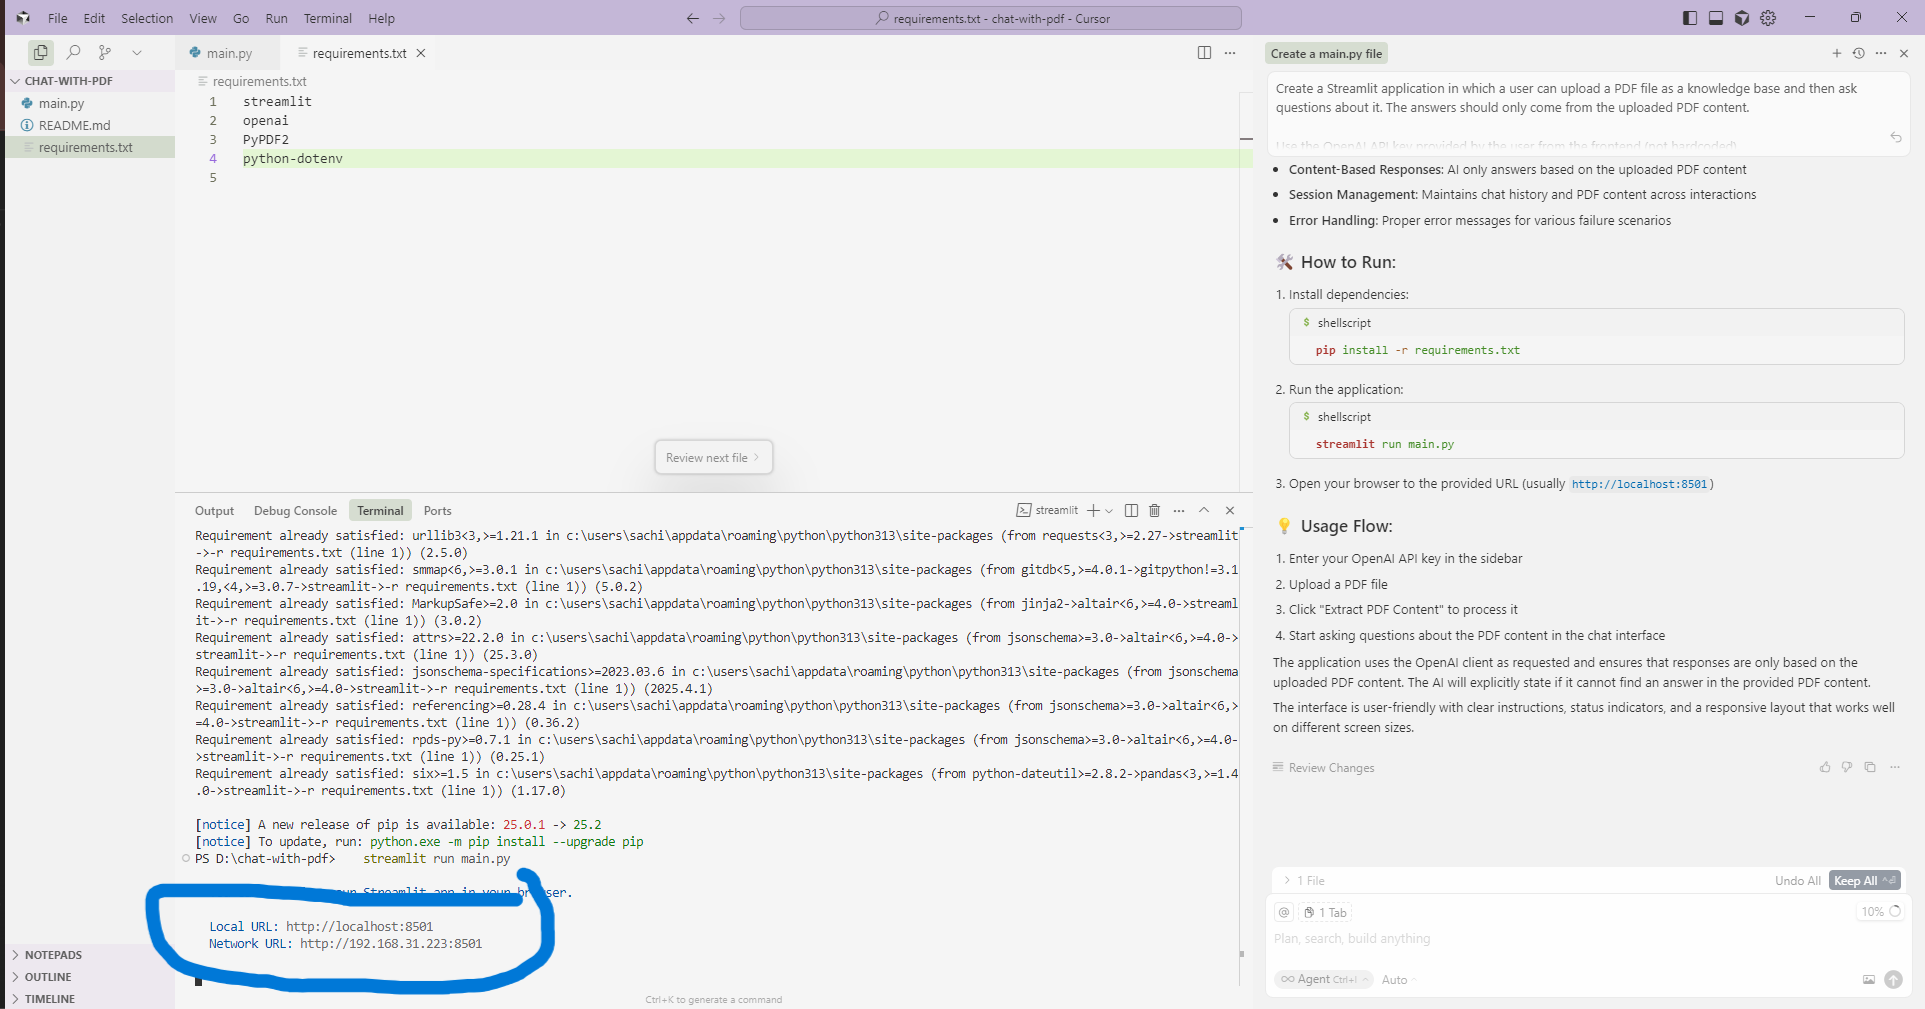 File Edit Selection View Go Run Terminal Help
requirements.txt - chat-with-pdf - Cursor
main.py
requirements.txt
CHAT-WITH-PDF
main.py
README.md
requirements.txt
requirements.txt
1 streamlit
2 openai
3 PyPDF2
4 python-dotenv
5
Review next file
Output Debug Console Terminal Ports
streamlit
Requirement already satisfied: urllib3<3,>=1.21.1 in c:\users\sachi\appdata\roaming\python\python313\site-packages (from requests<3,>=2.27->streamlit
->-r requirements.txt (line 1)) (2.5.0)
Requirement already satisfied: smmap<6,>=3.0.1 in c:\users\sachi\appdata\roaming\python\python313\site-packages (from gitdb<5,>=4.0.1->gitpython!=3.1
.19,<4,>=3.0.7->streamlit->-r requirements.txt (line 1)) (5.0.2)
Requirement already satisfied: MarkupSafe>=2.0 in c:\users\sachi\appdata\roaming\python\python313\site-packages (from jinja2->altair<6,>=4.0->streaml
it->-r requirements.txt (line 1)) (3.0.2)
Requirement already satisfied: attrs>=22.2.0 in c:\users\sachi\appdata\roaming\python\python313\site-packages (from jsonschema>=3.0->altair<6,>=4.0->
streamlit->-r requirements.txt (line 1)) (25.3.0)
Requirement already satisfied: jsonschema-specifications>=2023.03.6 in c:\users\sachi\appdata\roaming\python\python313\site-packages (from jsonschema
>=3.0->altair<6,>=4.0->streamlit->-r requirements.txt (line 1)) (2025.4.1)
Requirement already satisfied: referencing>=0.28.4 in c:\users\sachi\appdata\roaming\python\python313\site-packages (from jsonschema>=3.0->altair<6,>
=4.0->streamlit->-r requirements.txt (line 1)) (0.36.2)
Requirement already satisfied: rpds-py>=0.7.1 in c:\users\sachi\appdata\roaming\python\python313\site-packages (from jsonschema>=3.0->altair<6,>=4.0-
>streamlit->-r requirements.txt (line 1)) (0.25.1)
Requirement already satisfied: six>=1.5 in c:\users\sachi\appdata\roaming\python\python313\site-packages (from python-dateutil>=2.8.2->pandas<3,>=1.4
.0->streamlit->-r requirements.txt (line 1)) (1.17.0)
[notice] A new release of pip is available: 25.0.1 -> 25.2
[notice] To update, run: python.exe -m pip install --upgrade pip
PS D:\chat-with-pdf> streamlit run main.py
Streamlit app in your browser.
Local URL: http://localhost:8501
Network URL: http://192.168.31.223:8501
Ctrl+K to generate a command
NOTEPADS
OUTLINE
TIMELINE
Create a main.py file
Create a Streamlit application in which a user can upload a PDF file as a knowledge base and then ask
questions about it. The answers should only come from the uploaded PDF content.
Use the OpenAI API key provided by the user from the frontend (not hardcoded)
• Content-Based Responses: AI only answers based on the uploaded PDF content
• Session Management: Maintains chat history and PDF content across interactions
• Error Handling: Proper error messages for various failure scenarios
🛠️ How to Run:
1. Install dependencies:
$ shellscript
pip install -r requirements.txt
2. Run the application:
$ shellscript
streamlit run main.py
3. Open your browser to the provided URL (usually http://localhost:8501)
💡 Usage Flow:
1. Enter your OpenAI API key in the sidebar
2. Upload a PDF file
3. Click "Extract PDF Content" to process it
4. Start asking questions about the PDF content in the chat interface
The application uses the OpenAI client as requested and ensures that responses are only based on the
uploaded PDF content. The AI will explicitly state if it cannot find an answer in the provided PDF content.
The interface is user-friendly with clear instructions, status indicators, and a responsive layout that works well
on different screen sizes.
Review Changes
1 File Undo All Keep All
@ 1 Tab 10%
Plan, search, build anything
Agent Ctrl+I Auto